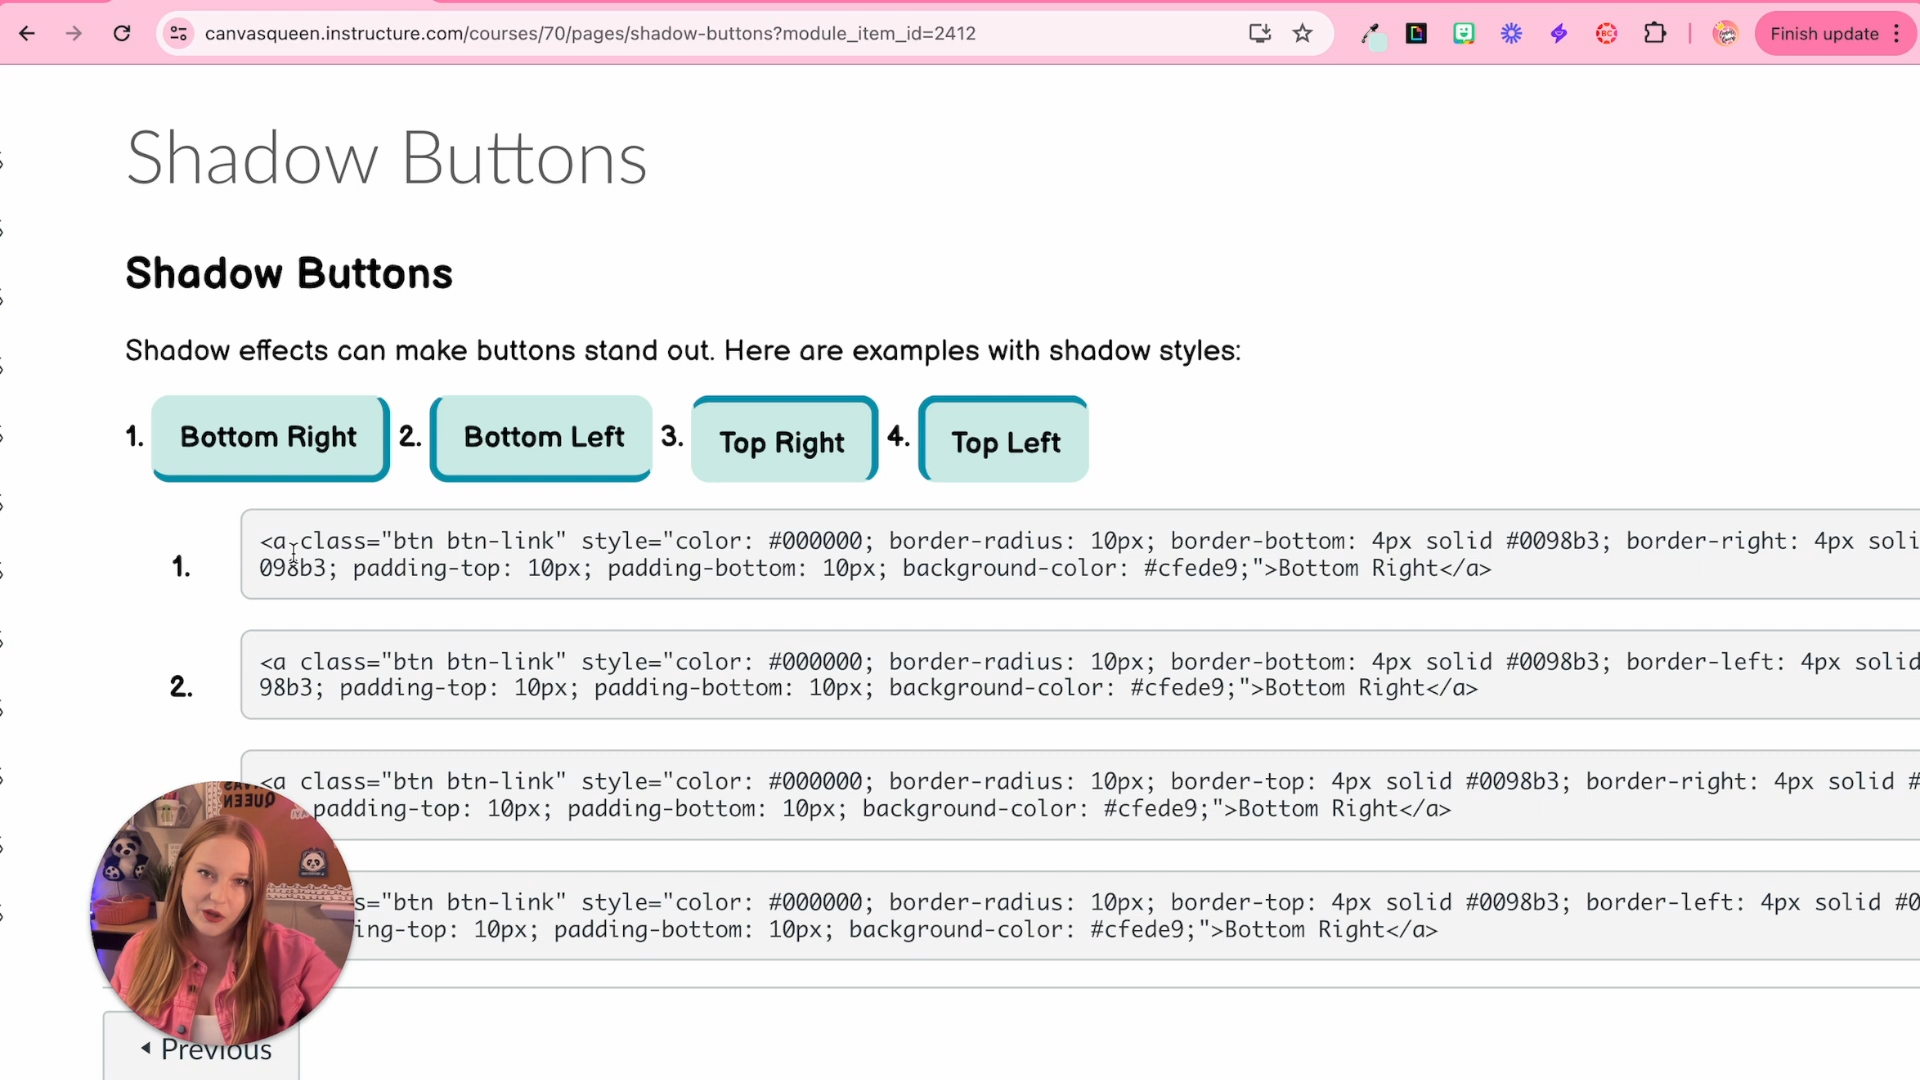 canvasqueen.instructure.com/courses/70/pages/shadow-buttons?module_item_id=2412
Finish update
Shadow Buttons
Shadow Buttons
Shadow effects can make buttons stand out. Here are examples with shadow styles:
1. Bottom Right 2. Bottom Left 3. Top Right 4. Top Left
1.
<a class="btn btn-link" style="color: #000000; border-radius: 10px; border-bottom: 4px solid #0098b3; border-right: 4px soli
098b3; padding-top: 10px; padding-bottom: 10px; background-color: #cfede9;">Bottom Right</a>
2.
<a class="btn btn-link" style="color: #000000; border-radius: 10px; border-bottom: 4px solid #0098b3; border-left: 4px solid
98b3; padding-top: 10px; padding-bottom: 10px; background-color: #cfede9;">Bottom Right</a>
<a class="btn btn-link" style="color: #000000; border-radius: 10px; border-top: 4px solid #0098b3; border-right: 4px solid #
padding-top: 10px; padding-bottom: 10px; background-color: #cfede9;">Bottom Right</a>
s="btn btn-link" style="color: #000000; border-radius: 10px; border-top: 4px solid #0098b3; border-left: 4px solid #0
ing-top: 10px; padding-bottom: 10px; background-color: #cfede9;">Bottom Right</a>
QUEEN
Previous